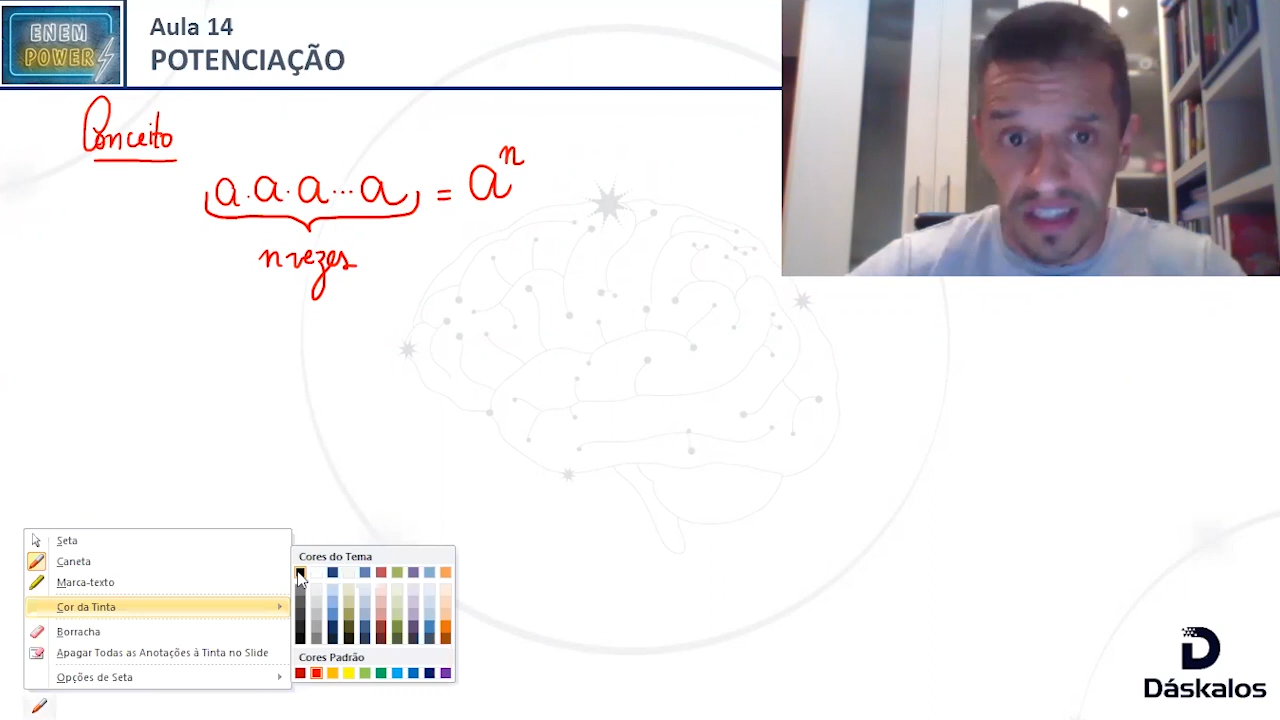 ENEM
POWER
Aula 14
POTENCIAÇÃO
Conceito
a.a.a...a = aⁿ
n vezes
Seta
Caneta
Marca-texto
Cor da Tinta
Borracha
Apagar Todas as Anotações à Tinta no Slide
Opções de Seta
Cores do Tema
Cores Padrão
Dáskalos